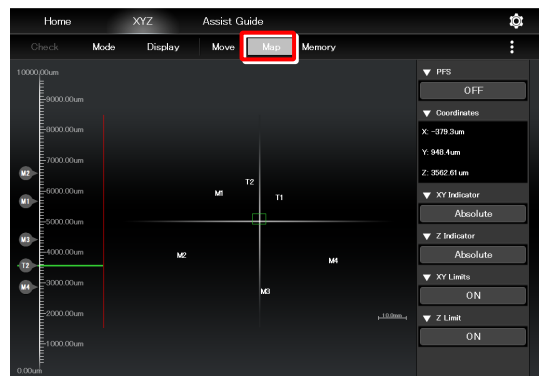 Home XYZ Assist Guide
Check Mode Display Move Map Memory
10000.00um
9000.00um
8000.00um
7000.00um
6000.00um
5000.00um
4000.00um
3000.00um
2000.00um
1000.00um
0.00um
M2
M1
M3
T2
M4
T2
M1
T1
M2
M4
M3
10.0mm
PFS
OFF
Coordinates
X: -379.3um
Y: 948.4um
Z: 3562.61um
XY Indicator
Absolute
Z Indicator
Absolute
XY Limits
ON
Z Limit
ON